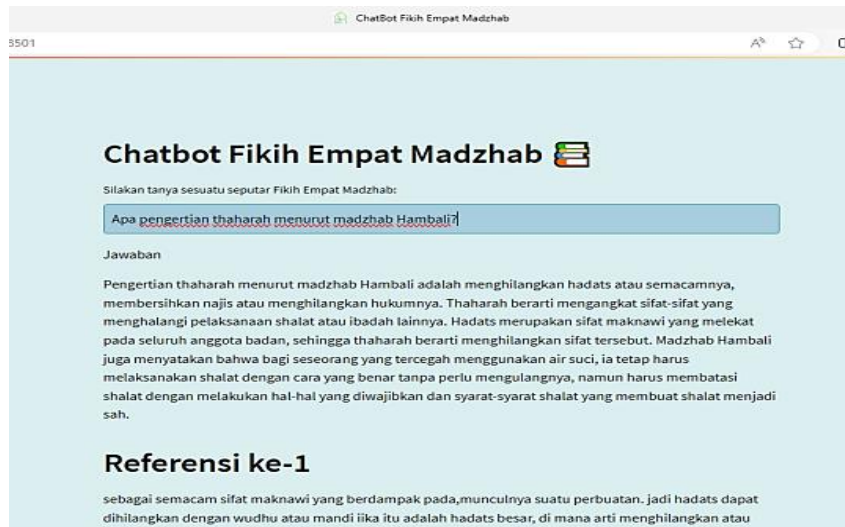 ChatBot Fikih Empat Madzhab
8501
Chatbot Fikih Empat Madzhab
Silakan tanya sesuatu seputar Fikih Empat Madzhab:
Apa pengertian thaharah menurut madzhab Hambali?
Jawaban
Pengertian thaharah menurut madzhab Hambali adalah menghilangkan hadats atau semacamnya,
membersihkan najis atau menghilangkan hukumnya. Thaharah berarti mengangkat sifat-sifat yang
menghalangi pelaksanaan shalat atau ibadah lainnya. Hadats merupakan sifat maknawi yang melekat
pada seluruh anggota badan, sehingga thaharah berarti menghilangkan sifat tersebut. Madzhab Hambali
juga menyatakan bahwa bagi seseorang yang tercegah menggunakan air suci, ia tetap harus
melaksanakan shalat dengan cara yang benar tanpa perlu mengulangnya, namun harus membatasi
shalat dengan melakukan hal-hal yang diwajibkan dan syarat-syarat shalat yang membuat shalat menjadi
sah.
Referensi ke-1
sebagai semacam sifat maknawi yang berdampak pada,munculnya suatu perbuatan. jadi hadats dapat
dihilangkan dengan wudhu atau mandi jika itu adalah hadats besar, di mana arti menghilangkan atau